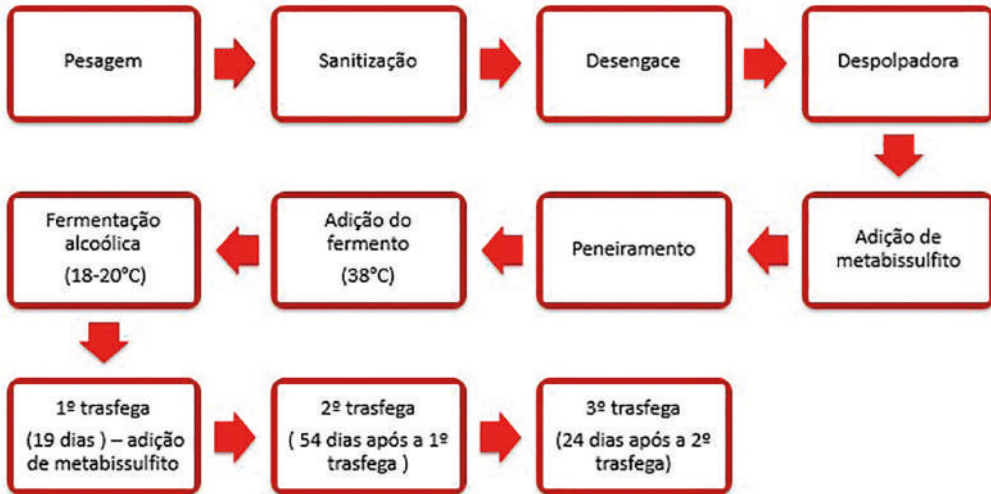 Pesagem
Sanitização
Desengace
Despolpadora
Adição de
metabissulfito
Peneiramento
Adição do
fermento
(38°C)
Fermentação
alcoólica
(18-20°C)
1º trasfega
(19 dias ) – adição
de metabissulfito
2º trasfega
( 54 dias após a 1º
trasfega )
3º trasfega
(24 dias após a 2º
trasfega)